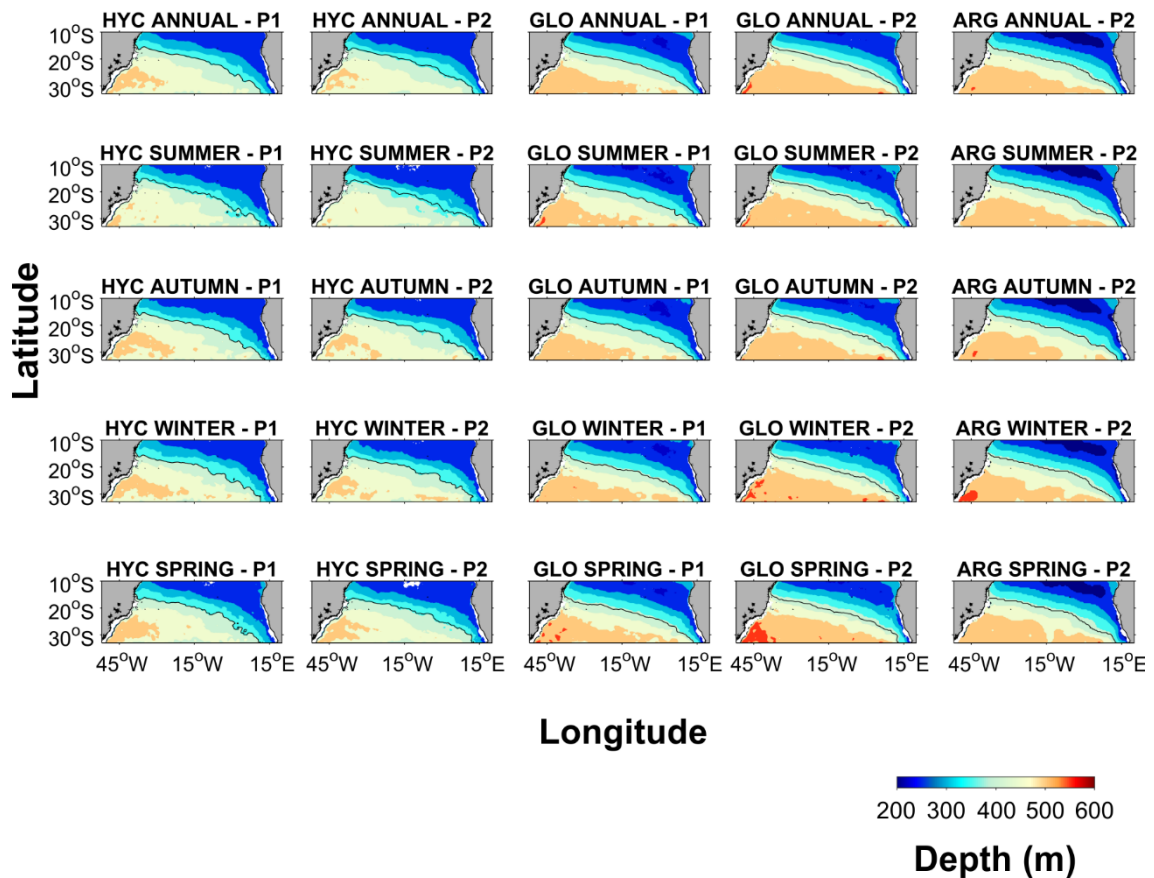 HYC ANNUAL - P1 HYC ANNUAL - P2 GLO ANNUAL - P1 GLO ANNUAL - P2 ARG ANNUAL - P2
10°S
20°S
30°S
HYC SUMMER - P1 HYC SUMMER - P2 GLO SUMMER - P1 GLO SUMMER - P2 ARG SUMMER - P2
10°S
20°S
30°S
HYC AUTUMN - P1 HYC AUTUMN - P2 GLO AUTUMN - P1 GLO AUTUMN - P2 ARG AUTUMN - P2
10°S
20°S
30°S
Latitude
HYC WINTER - P1 HYC WINTER - P2 GLO WINTER - P1 GLO WINTER - P2 ARG WINTER - P2
10°S
20°S
30°S
HYC SPRING - P1 HYC SPRING - P2 GLO SPRING - P1 GLO SPRING - P2 ARG SPRING - P2
10°S
20°S
30°S
45°W 15°W 15°E 45°W 15°W 15°E 45°W 15°W 15°E 45°W 15°W 15°E 45°W 15°W 15°E
Longitude
200 300 400 500 600
Depth (m)